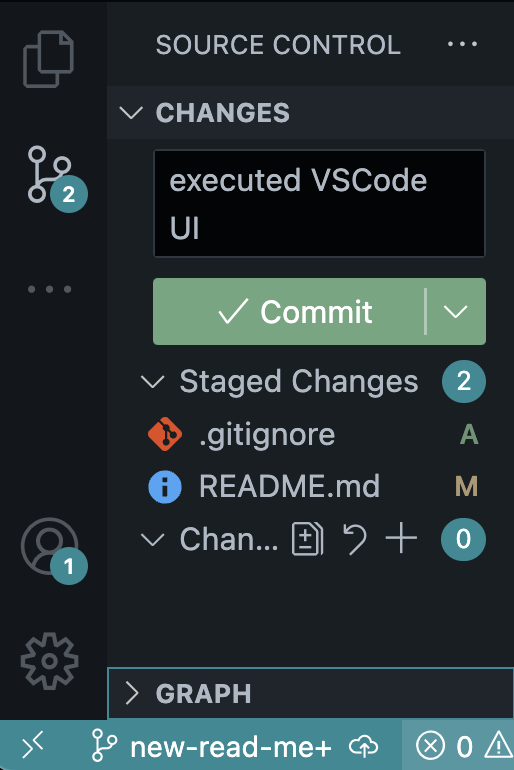 SOURCE CONTROL
CHANGES
executed VSCode
UI
2
Commit
Staged Changes 2
.gitignore A
README.md M
Chan... 0
1
GRAPH
new-read-me+ 0